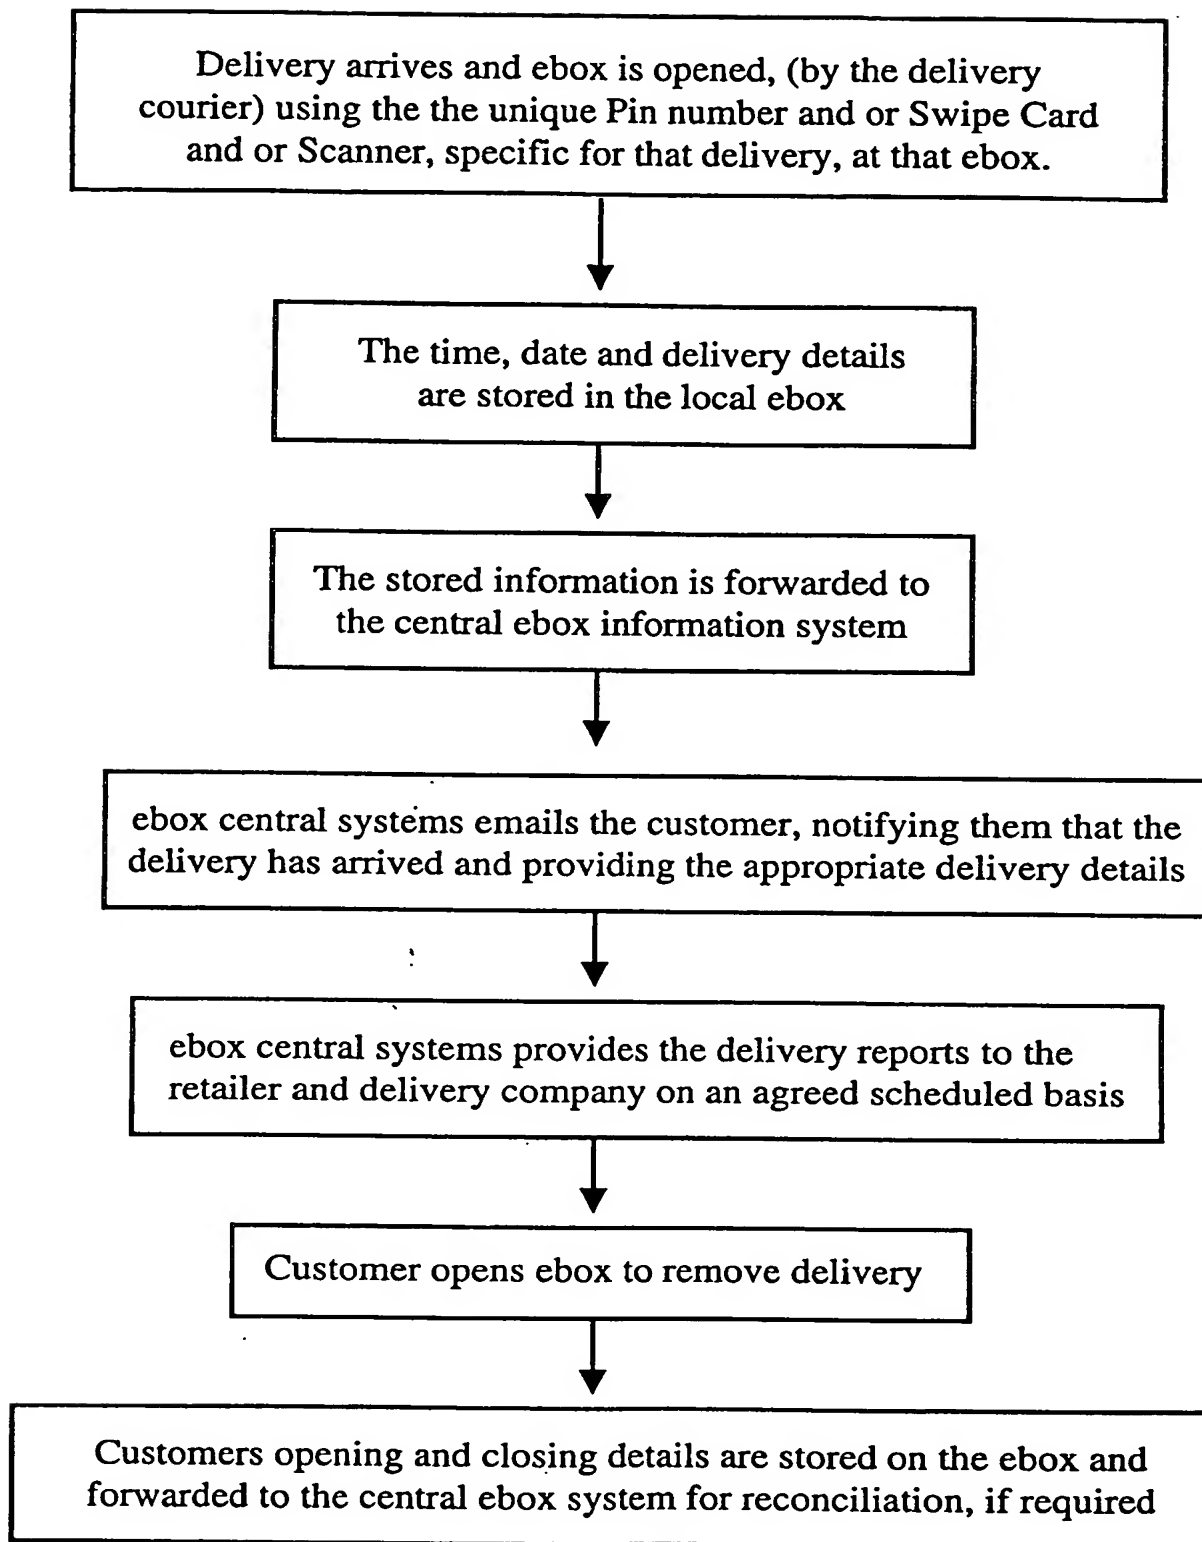 Delivery arrives and ebox is opened, (by the delivery
courier) using the the unique Pin number and or Swipe Card
and or Scanner, specific for that delivery, at that ebox.
The time, date and delivery details
are stored in the local ebox
The stored information is forwarded to
the central ebox information system
ebox central systems emails the customer, notifying them that the
delivery has arrived and providing the appropriate delivery details
ebox central systems provides the delivery reports to the
retailer and delivery company on an agreed scheduled basis
Customer opens ebox to remove delivery
Customers opening and closing details are stored on the ebox and
forwarded to the central ebox system for reconciliation, if required